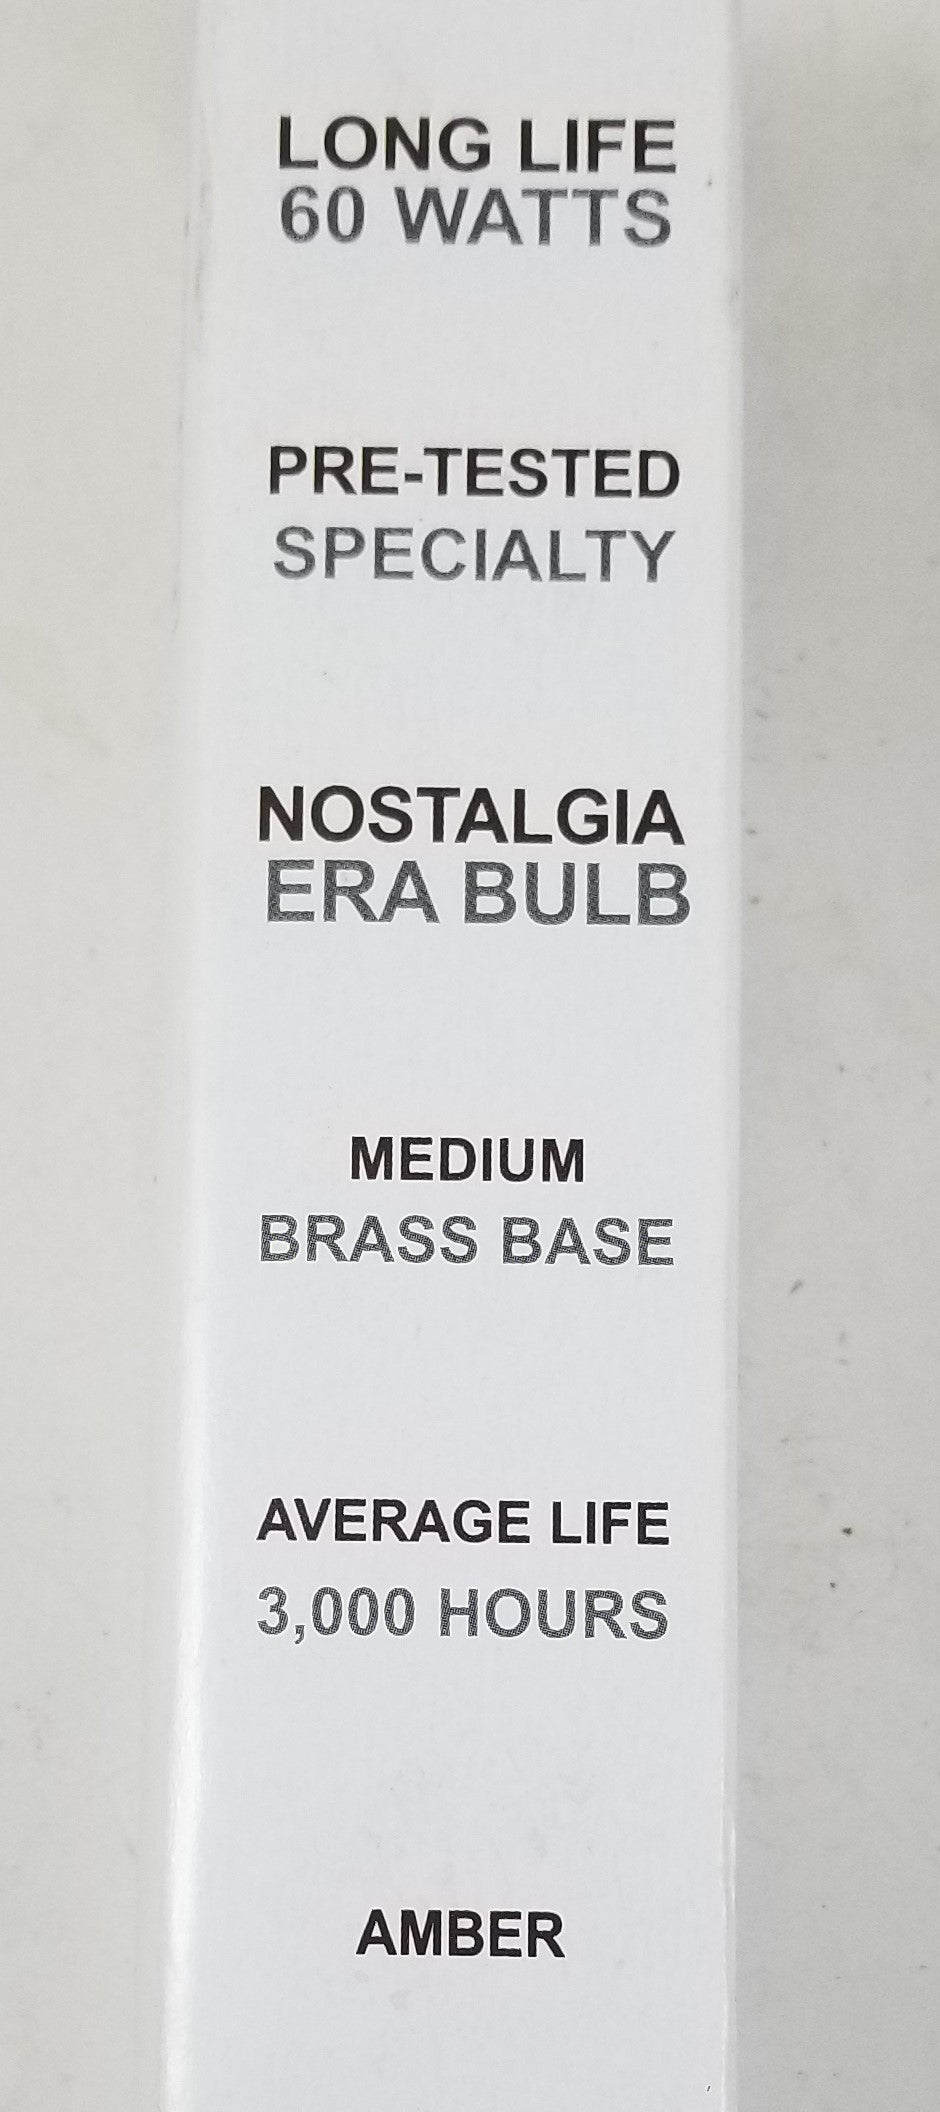 LONG LIFE
60 WATTS
PRE-TESTED
SPECIALTY
NOSTALGIA
ERA BULB
MEDIUM
BRASS BASE
AVERAGE LIFE
3,000 HOURS
AMBER